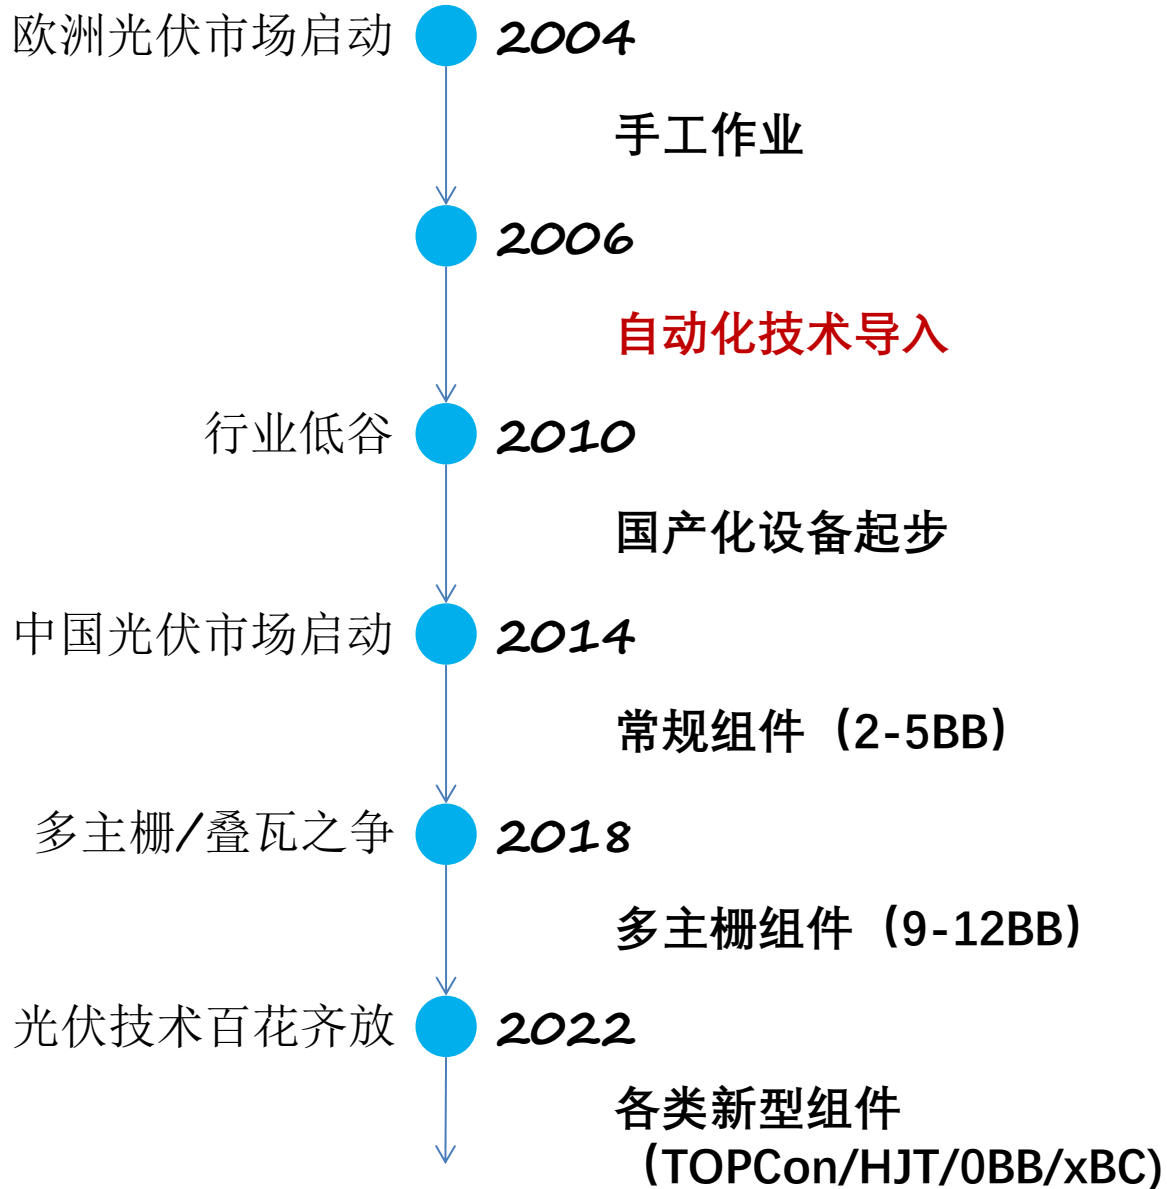 欧洲光伏市场启动 2004
手工作业
2006
自动化技术导入
行业低谷 2010
国产化设备起步
中国光伏市场启动 2014
常规组件（2-5BB）
多主栅/叠瓦之争 2018
多主栅组件（9-12BB）
光伏技术百花齐放 2022
各类新型组件
（TOPCon/HJT/0BB/xBC)